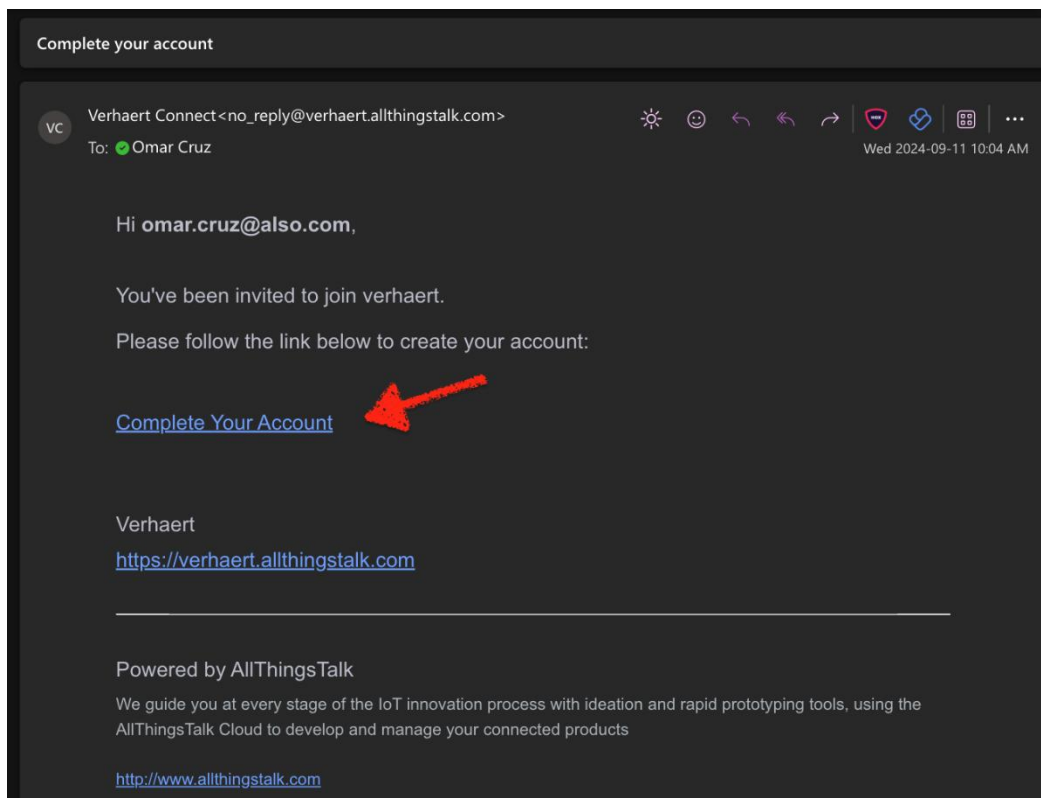 Complete your account
VC
Verhaert Connect<no_reply@verhaert.allthingstalk.com>
To: Omar Cruz
Wed 2024-09-11 10:04 AM
Hi omar.cruz@also.com,
You've been invited to join verhaert.
Please follow the link below to create your account:
Complete Your Account
Verhaert
https://verhaert.allthingstalk.com
Powered by AllThingsTalk
We guide you at every stage of the IoT innovation process with ideation and rapid prototyping tools, using the
AllThingsTalk Cloud to develop and manage your connected products
http://www.allthingstalk.com